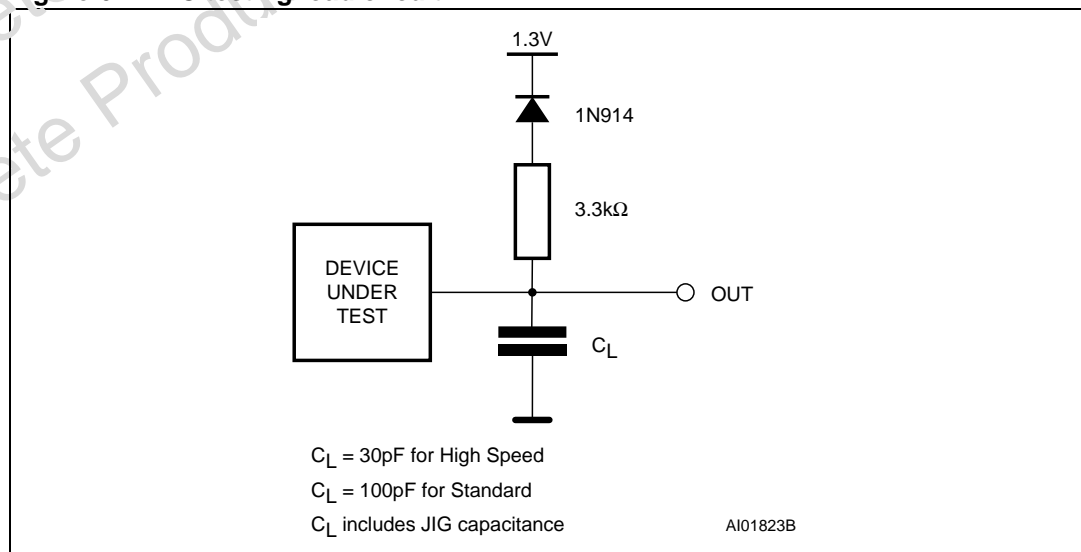 1.3V
1N914
3.3kΩ
DEVICE
UNDER
TEST
OUT
CL
CL = 30pF for High Speed
CL = 100pF for Standard
CL includes JIG capacitance
AI01823B